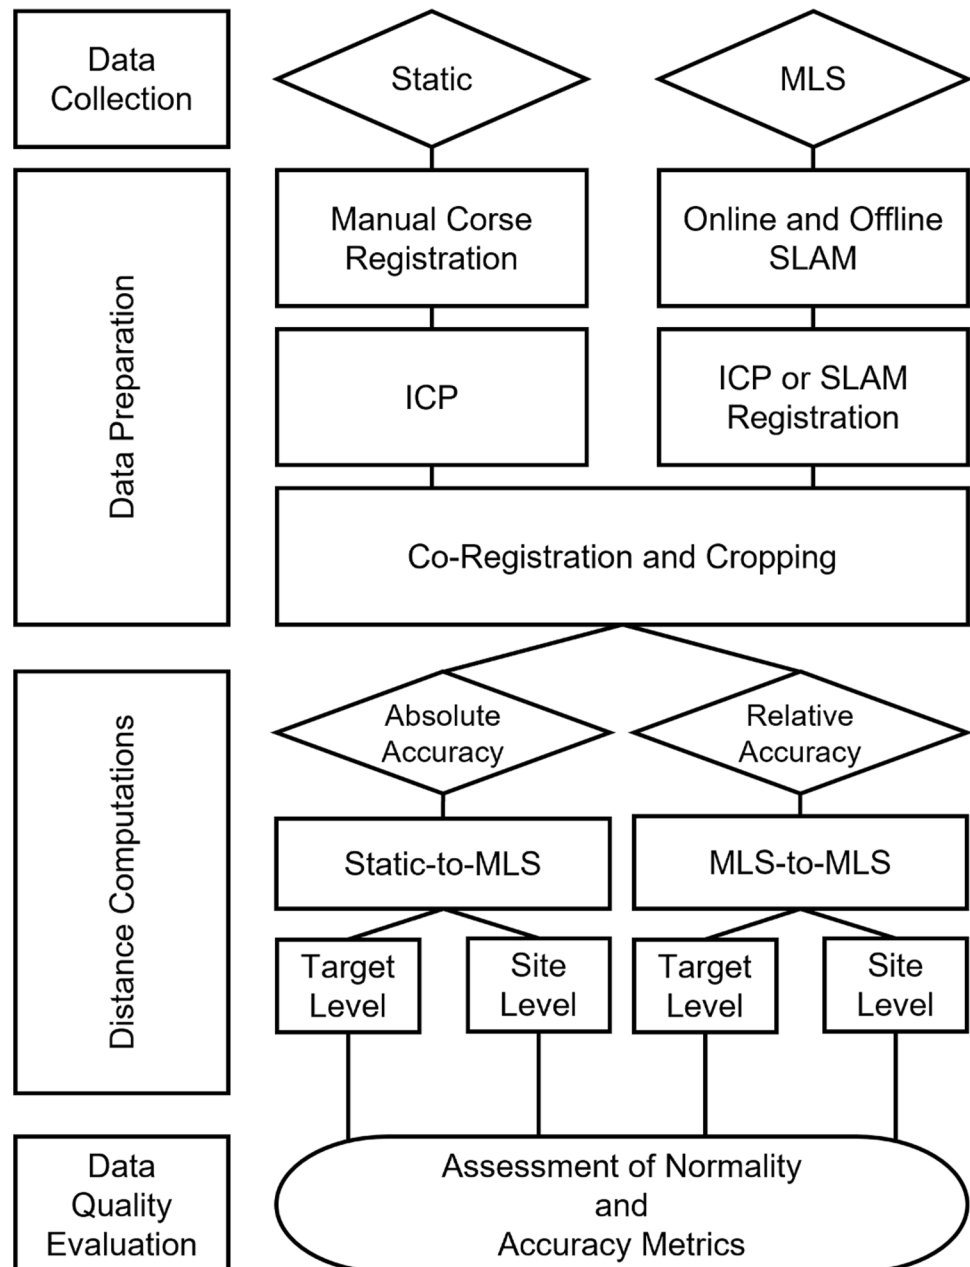 Data
Collection
Static
MLS
Data Preparation
Manual Corse
Registration
Online and Offline
SLAM
ICP
ICP or SLAM
Registration
Co-Registration and Cropping
Distance Computations
Absolute
Accuracy
Relative
Accuracy
Static-to-MLS
MLS-to-MLS
Target
Level
Site
Level
Target
Level
Site
Level
Data
Quality
Evaluation
Assessment of Normality
and
Accuracy Metrics